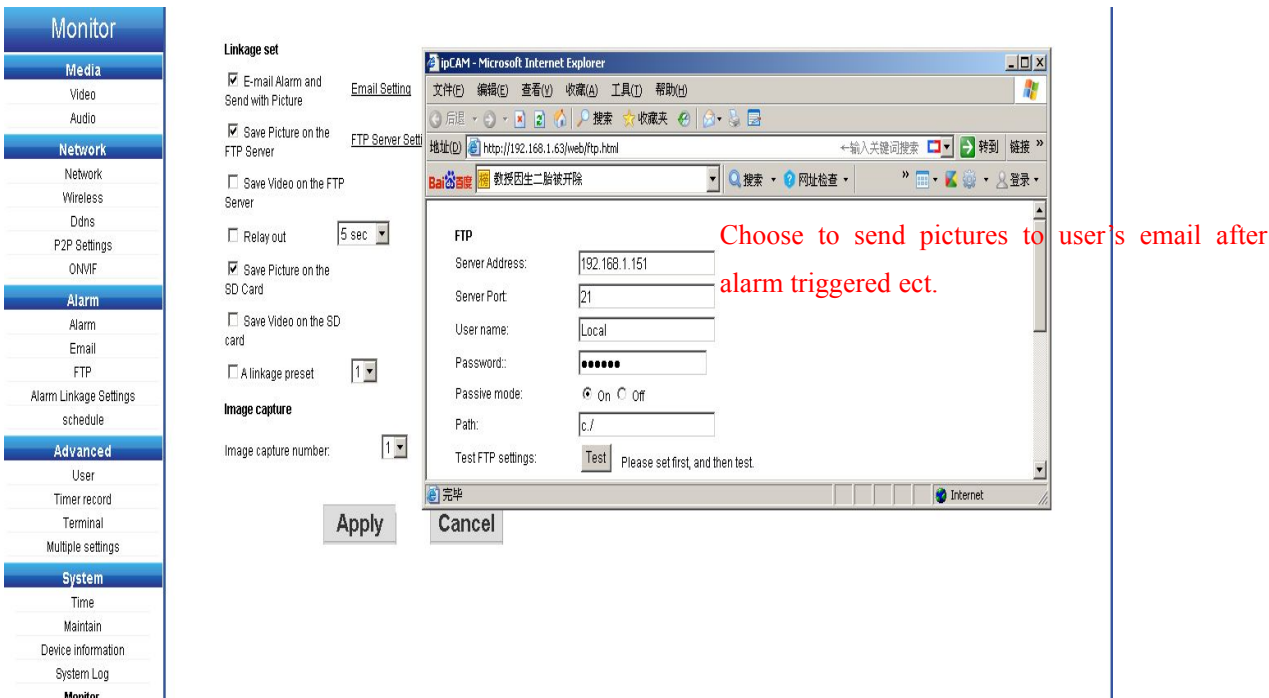 Monitor
Media
Video
Audio
Network
Network
Wireless
Ddns
P2P Settings
ONVIF
Alarm
Alarm
Email
FTP
Alarm Linkage Settings
schedule
Advanced
User
Timer record
Terminal
Multiple settings
System
Time
Maintain
Device information
System Log
Monitor
Linkage set
E-mail Alarm and
Send with Picture
Email Setting
Save Picture on the
FTP Server
FTP Server Setti
Save Video on the FTP
Server
Relay out
5 sec
Save Picture on the
SD Card
Save Video on the SD
card
A linkage preset
1
Image capture
Image capture number:
1
Apply
Cancel
ipCAM - Microsoft Internet Explorer
文件(F) 编辑(E) 查看(V) 收藏(A) 工具(T) 帮助(H)
后退 搜索 收藏夹
地址(D) http://192.168.1.63/web/ftp.html ←输入关键词搜索 转到 链接 »
Bai百度 教授因生二胎被开除 搜索 网址检查 » 登录
FTP
Server Address: 192.168.1.151
Server Port: 21
User name: Local
Password:: ●●●●●●
Passive mode: On Off
Path: c./
Test FTP settings: Test Please set first, and then test.
完毕 Internet
Choose to send pictures to user's email after
alarm triggered ect.